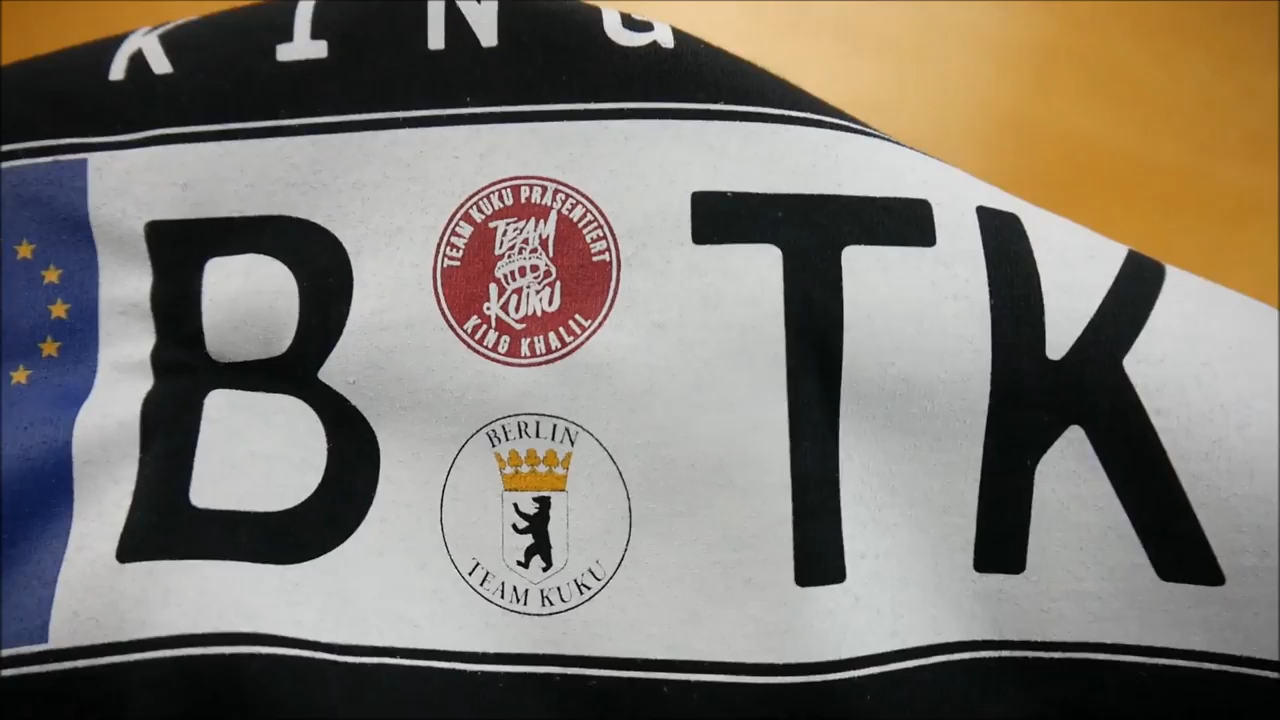 KING
B TK
TEAM KUKU PRÄSENTIERT
TEAM
KUKU
KING KHALIL
BERLIN
TEAM KUKU